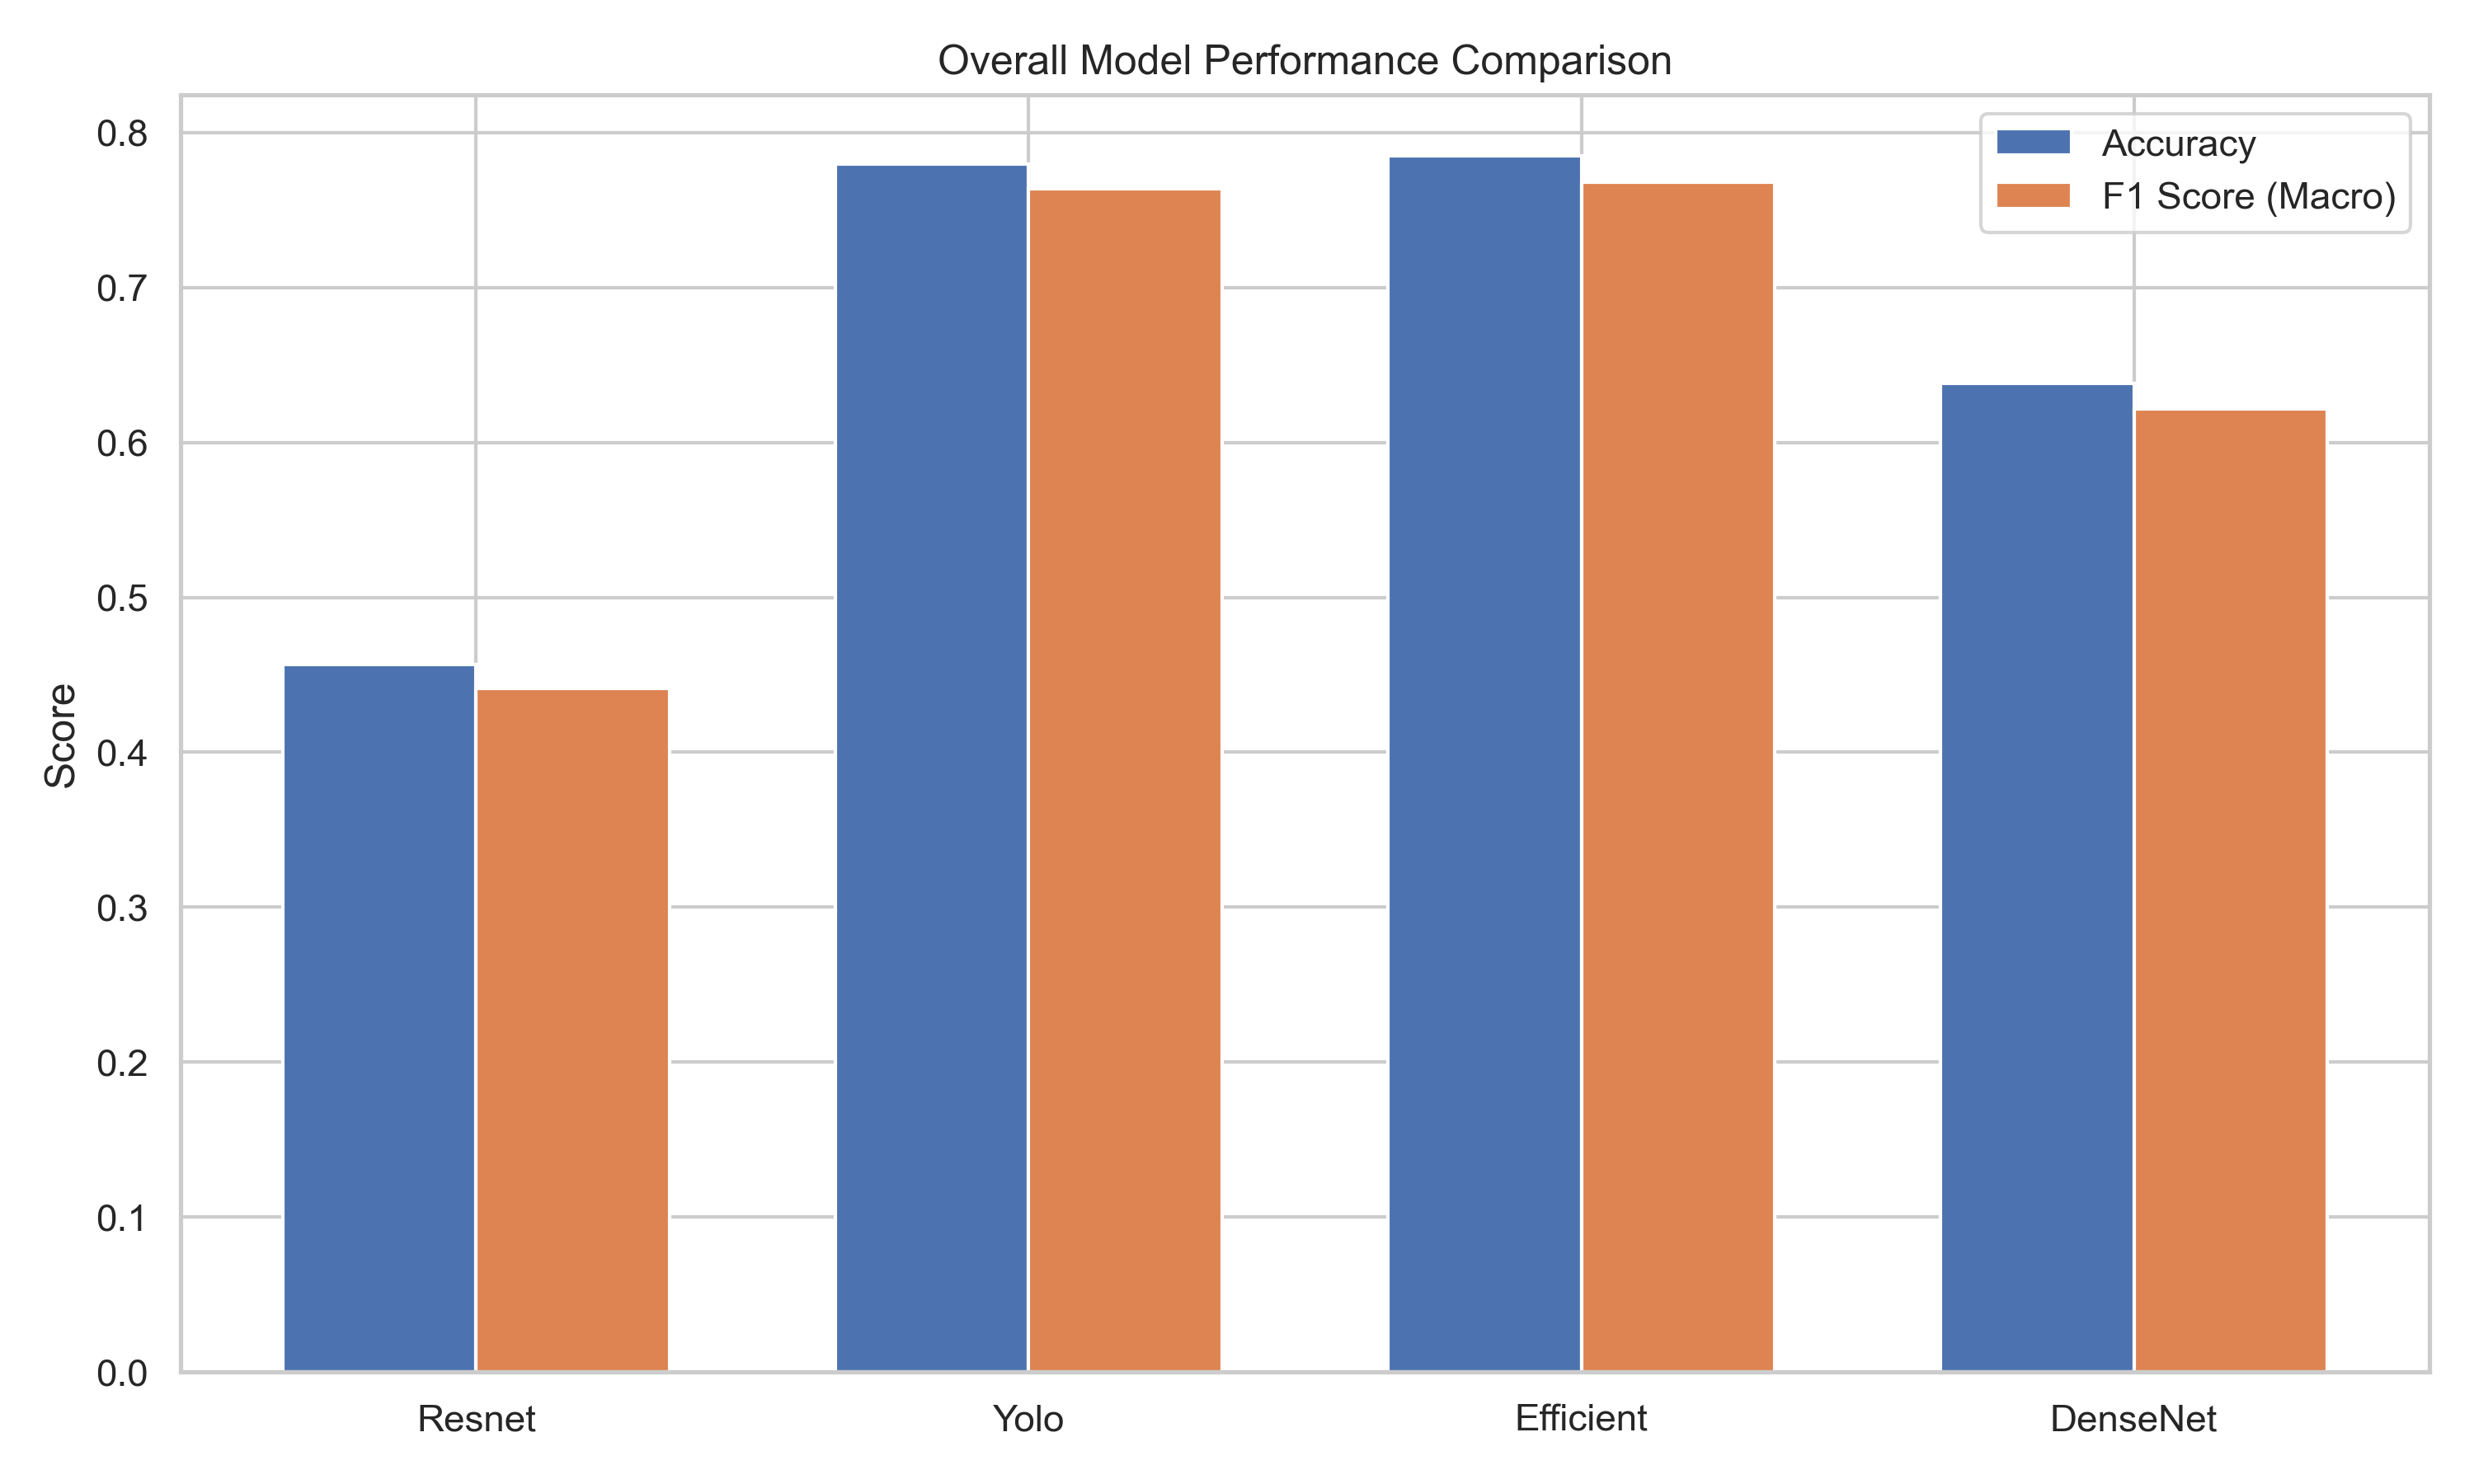 Overall Model Performance Comparison
Accuracy
F1 Score (Macro)
Score
0.8
0.7
0.6
0.5
0.4
0.3
0.2
0.1
0.0
Resnet
Yolo
Efficient
DenseNet